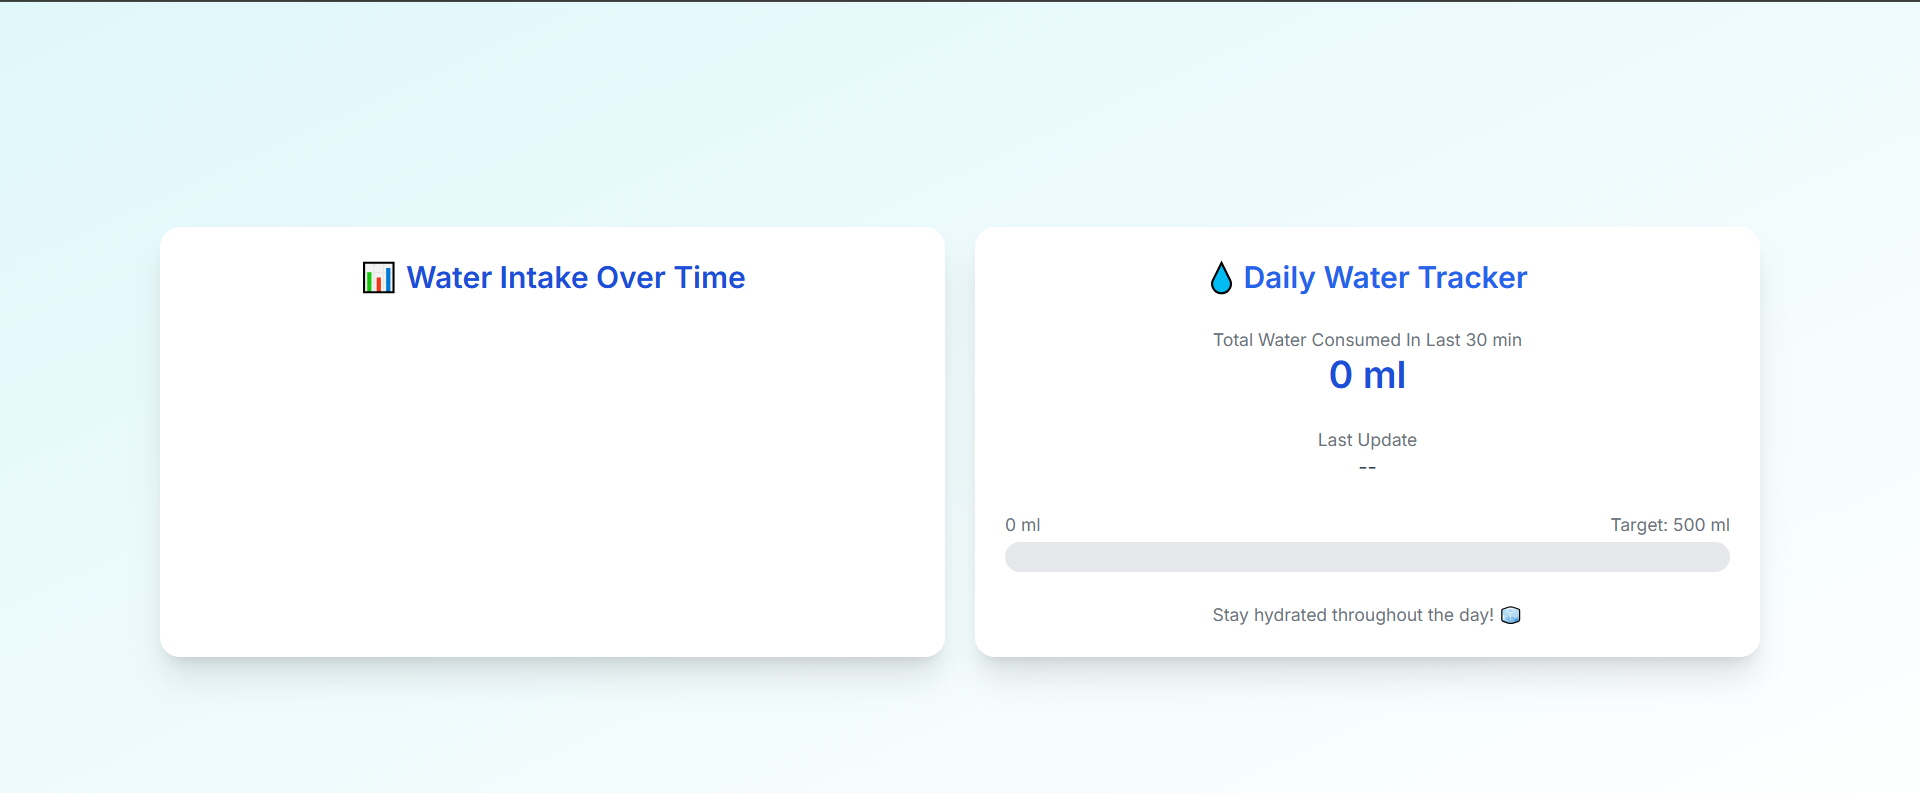 📊 Water Intake Over Time
💧 Daily Water Tracker
Total Water Consumed In Last 30 min
0 ml
Last Update
--
0 ml
Target: 500 ml
Stay hydrated throughout the day! 🧊